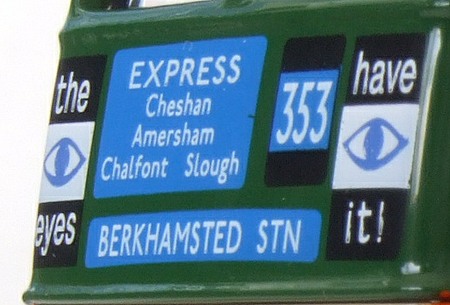 the
eyes
EXPRESS
Cheshan
Amersham
Chalfont Slough
353
BERKHAMSTED STN
have
it!